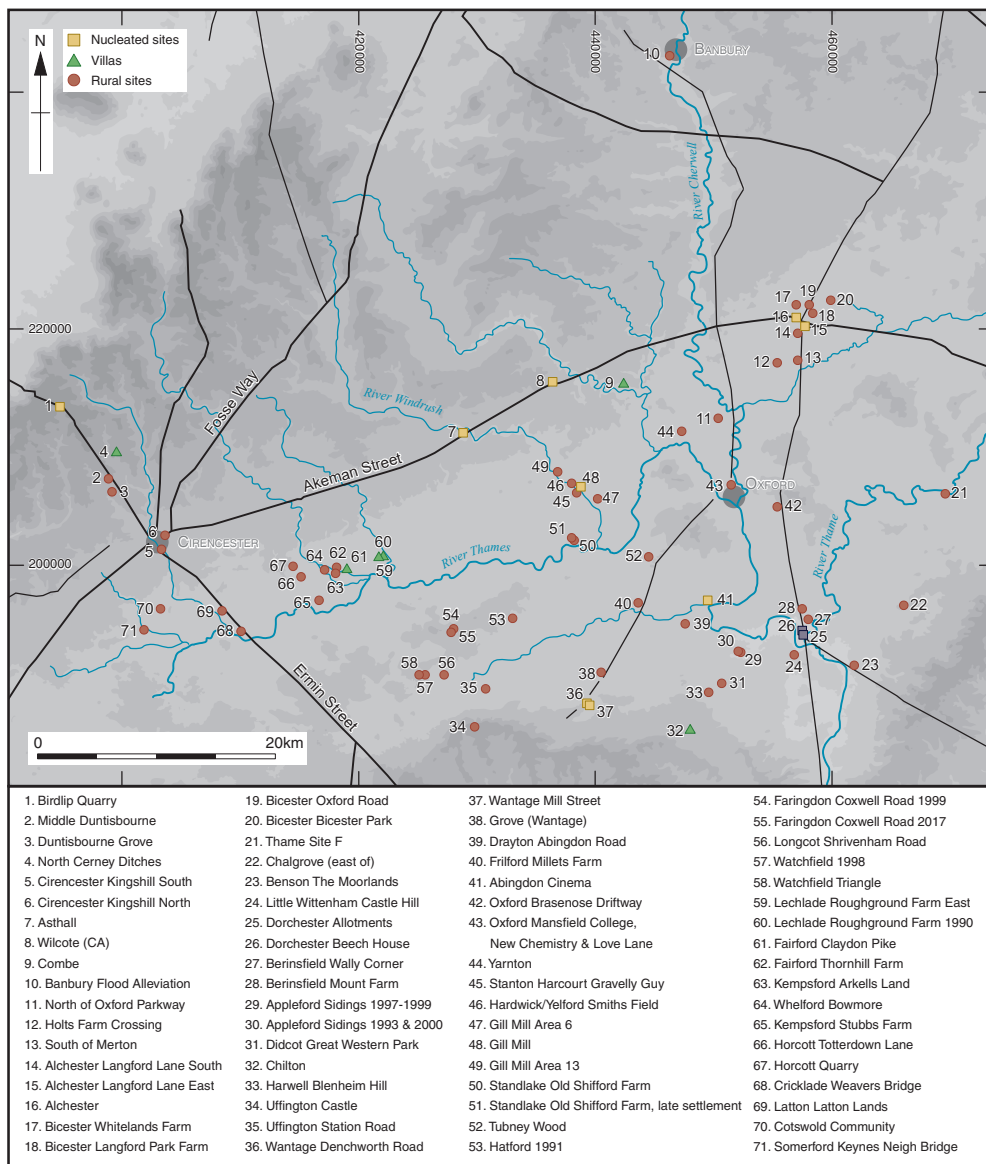 N
Nucleated sites
Villas
Rural sites
420000
440000
460000
10
BANBURY
River Cherwell
220000
17
19
20
16
18
15
14
12
13
Fosse Way
8
9
1
River Windrush
7
11
44
4
Akeman Street
49
48
2
46
3
45
47
43
OXFORD
21
42
6
51
60
50
River Thame
CIRENCESTER
5
62
61
River Thames
52
64
59
200000
67
66
63
65
40
41
28
22
70
69
54
53
27
39
26
71
68
55
25
30
29
24
23
58
56
38
57
35
31
33
36
37
Ermin Street
34
32
0
20km
1. Birdlip Quarry
2. Middle Duntisbourne
3. Duntisbourne Grove
4. North Cerney Ditches
5. Cirencester Kingshill South
6. Cirencester Kingshill North
7. Asthall
8. Wilcote (CA)
9. Combe
10. Banbury Flood Alleviation
11. North of Oxford Parkway
12. Holts Farm Crossing
13. South of Merton
14. Alchester Langford Lane South
15. Alchester Langford Lane East
16. Alchester
17. Bicester Whitelands Farm
18. Bicester Langford Park Farm
19. Bicester Oxford Road
20. Bicester Bicester Park
21. Thame Site F
22. Chalgrove (east of)
23. Benson The Moorlands
24. Little Wittenham Castle Hill
25. Dorchester Allotments
26. Dorchester Beech House
27. Berinsfield Wally Corner
28. Berinsfield Mount Farm
29. Appleford Sidings 1997-1999
30. Appleford Sidings 1993 & 2000
31. Didcot Great Western Park
32. Chilton
33. Harwell Blenheim Hill
34. Uffington Castle
35. Uffington Station Road
36. Wantage Denchworth Road
37. Wantage Mill Street
38. Grove (Wantage)
39. Drayton Abingdon Road
40. Frilford Millets Farm
41. Abingdon Cinema
42. Oxford Brasenose Driftway
43. Oxford Mansfield College,
New Chemistry & Love Lane
44. Yarnton
45. Stanton Harcourt Gravelly Guy
46. Hardwick/Yelford Smiths Field
47. Gill Mill Area 6
48. Gill Mill
49. Gill Mill Area 13
50. Standlake Old Shifford Farm
51. Standlake Old Shifford Farm, late settlement
52. Tubney Wood
53. Hatford 1991
54. Faringdon Coxwell Road 1999
55. Faringdon Coxwell Road 2017
56. Longcot Shrivenham Road
57. Watchfield 1998
58. Watchfield Triangle
59. Lechlade Roughground Farm East
60. Lechlade Roughground Farm 1990
61. Fairford Claydon Pike
62. Fairford Thornhill Farm
63. Kempsford Arkells Land
64. Whelford Bowmore
65. Kempsford Stubbs Farm
66. Horcott Totterdown Lane
67. Horcott Quarry
68. Cricklade Weavers Bridge
69. Latton Latton Lands
70. Cotswold Community
71. Somerford Keynes Neigh Bridge